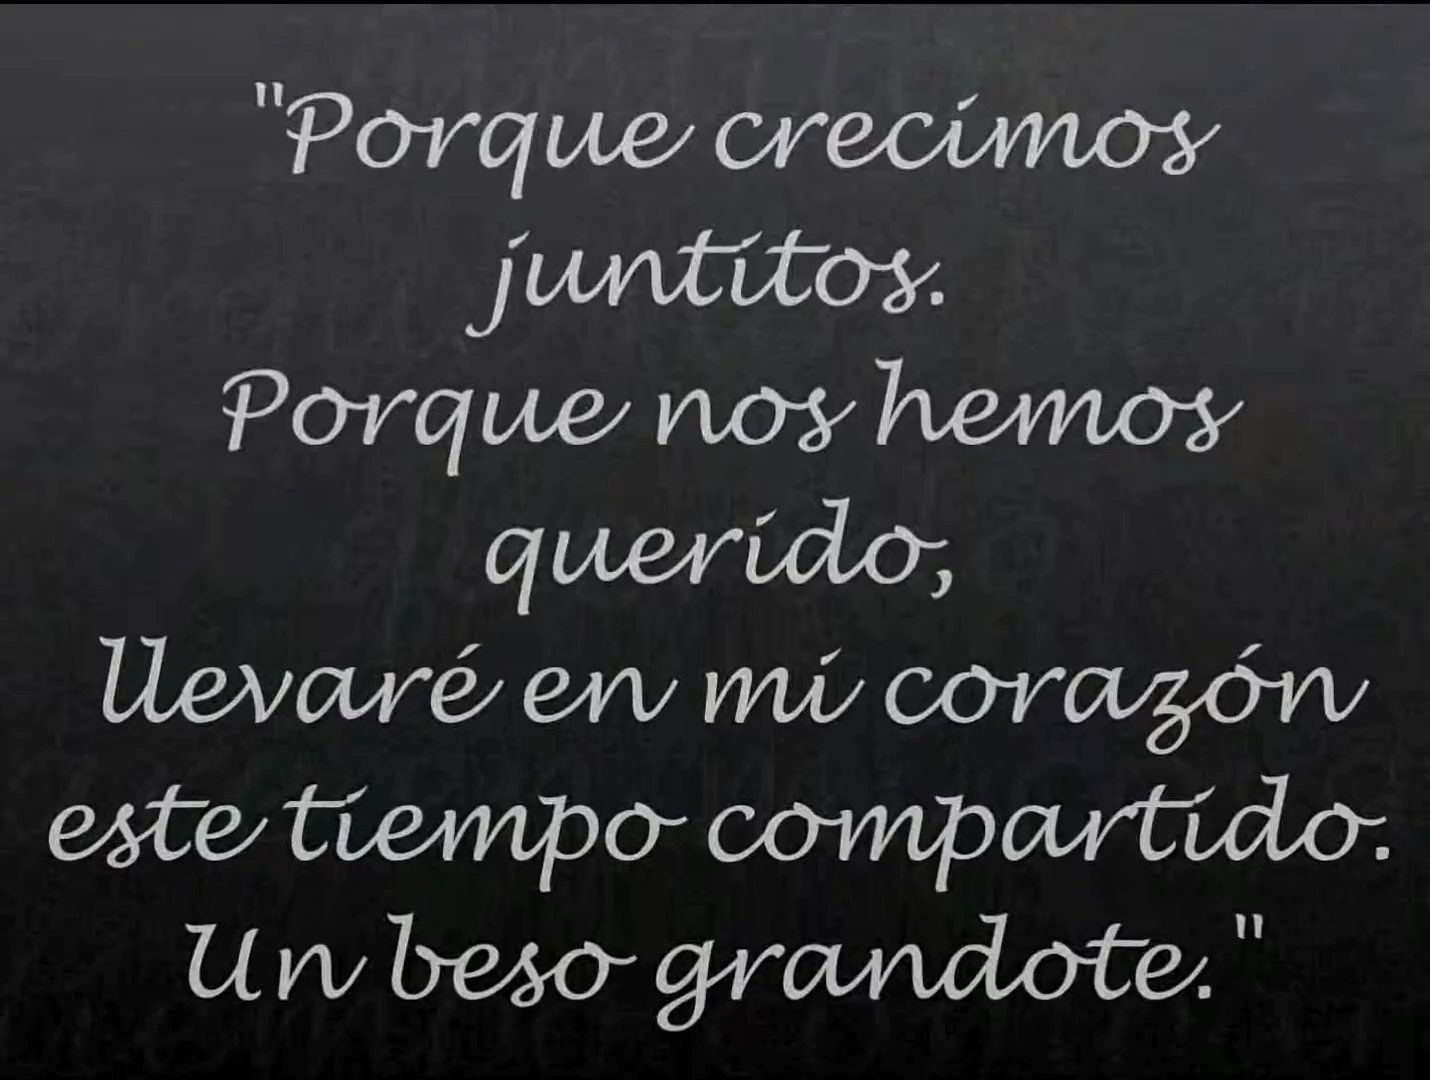 "Porque crecimos
juntitos.
Porque nos hemos
querido,
llevaré en mi corazón
este tiempo compartido.
Un beso grandote."